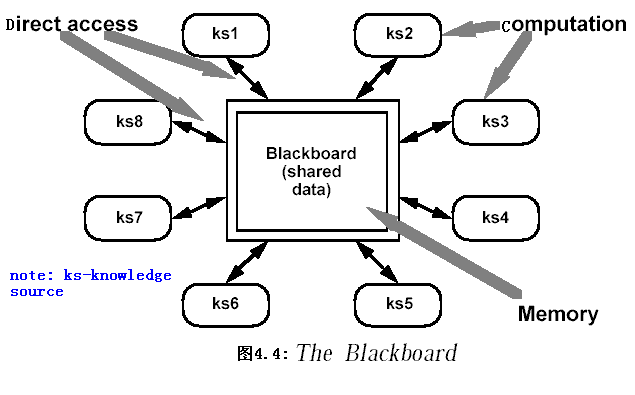 Direct access
ks1
ks2
Computation
ks8
ks3
Blackboard
(shared
data)
ks7
ks4
note: ks-knowledge
source
ks6
ks5
Memory
图4.4: The Blackboard